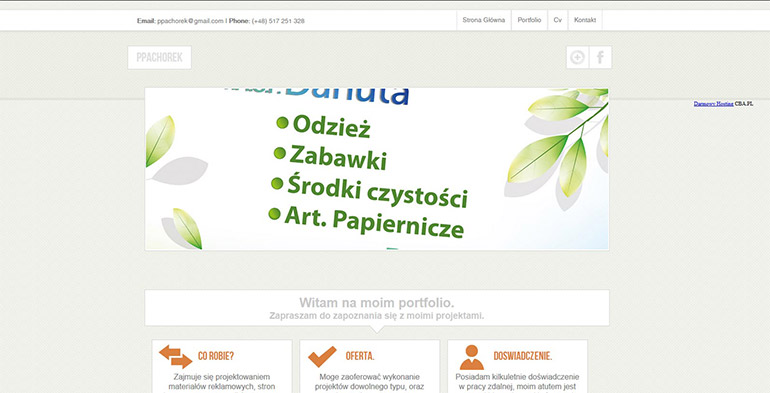 Email: ppachorek@gmail.com | Phone: (+48) 517 251 328
Strona Główna
Portfolio
Cv
Kontakt
PPACHOREK
f
Darmowy Hosting CBA.PL
Danuta
Odzież
Zabawki
Środki czystości
Art. Papiernicze
Witam na moim portfolio.
Zapraszam do zapoznania się z moimi projektami.
CO ROBIE?
Zajmuje się projektowaniem
materiałów reklamowych, stron
OFERTA.
Moge zaoferować wykonanie
projektów dowolnego typu, oraz
DOSWIADCZENIE.
Posiadam kilkuletnie doświadczenie
w pracy zdalnej, moim atutem jest